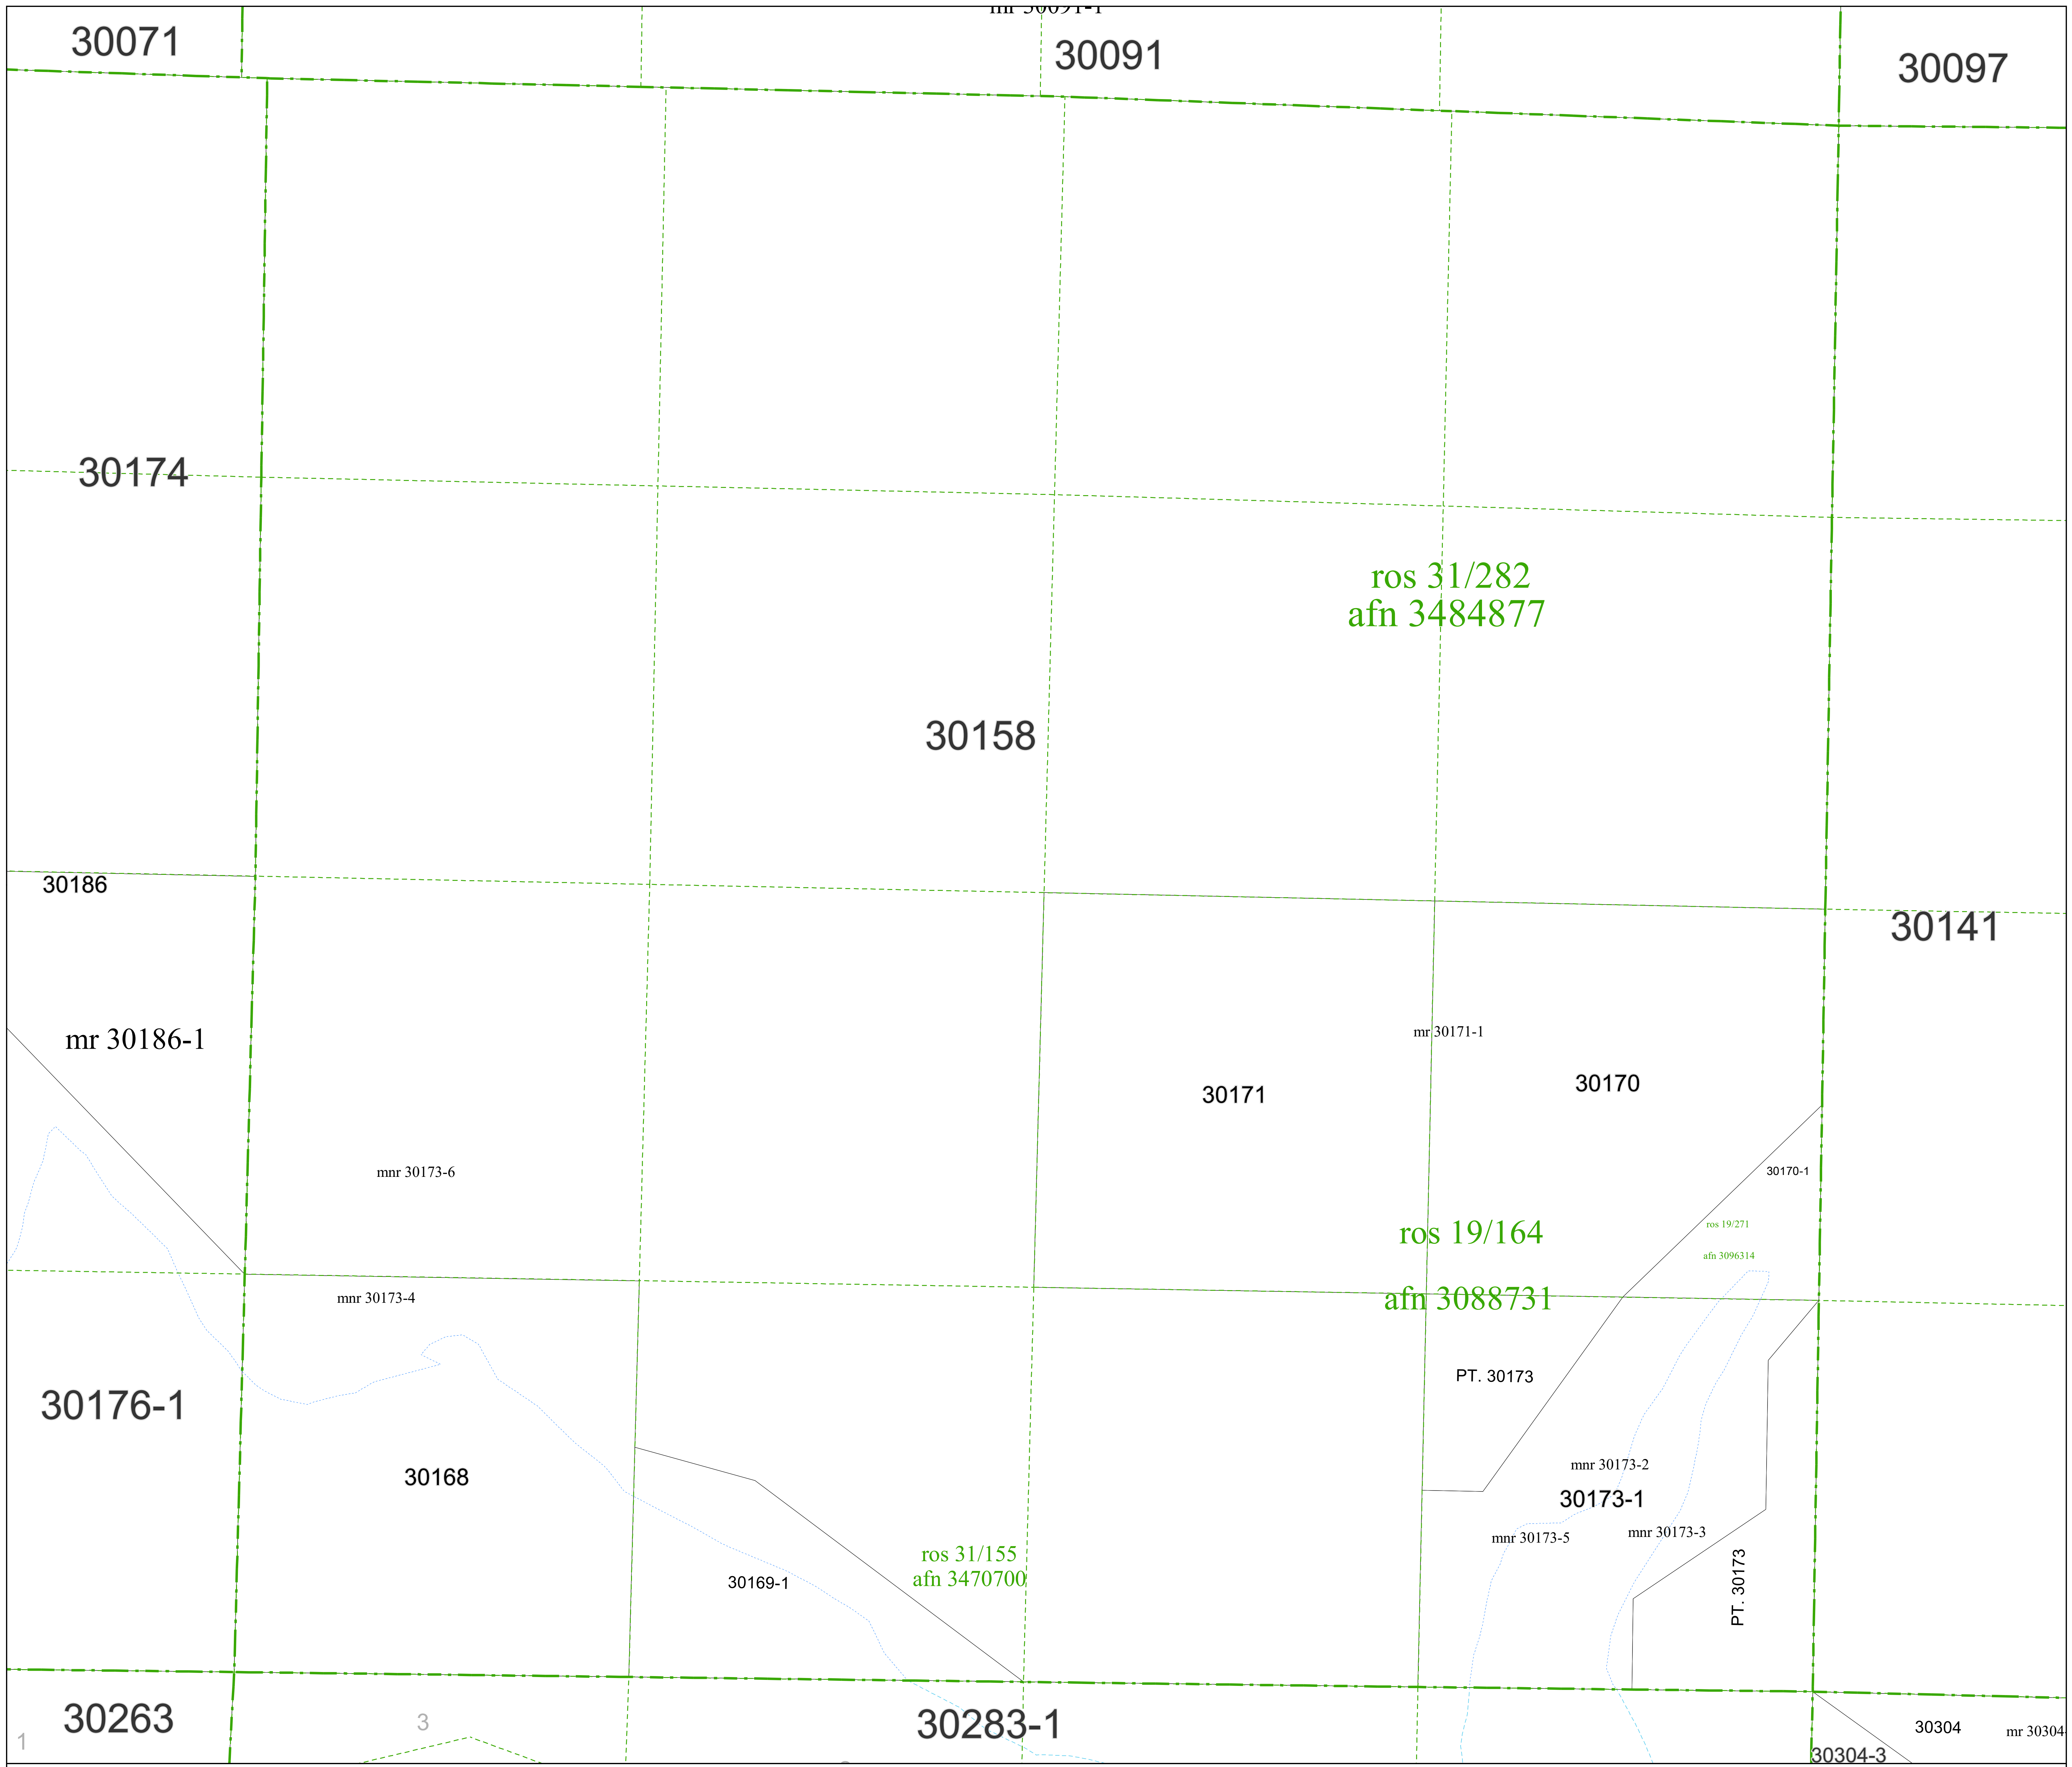 mr 30091-1
30071
30091
30097
30174
ros 31/282
afn 3484877
30158
30186
30141
mr 30186-1
mr 30171-1
30171
30170
mnr 30173-6
30170-1
ros 19/164
ros 19/271
afn 3096314
mnr 30173-4
afn 3088731
PT. 30173
30176-1
30168
mnr 30173-2
30173-1
mnr 30173-5
mnr 30173-3
ros 31/155
afn 3470700
30169-1
PT. 30173
30263
3
30283-1
1
30304
mr 30304
30304-3